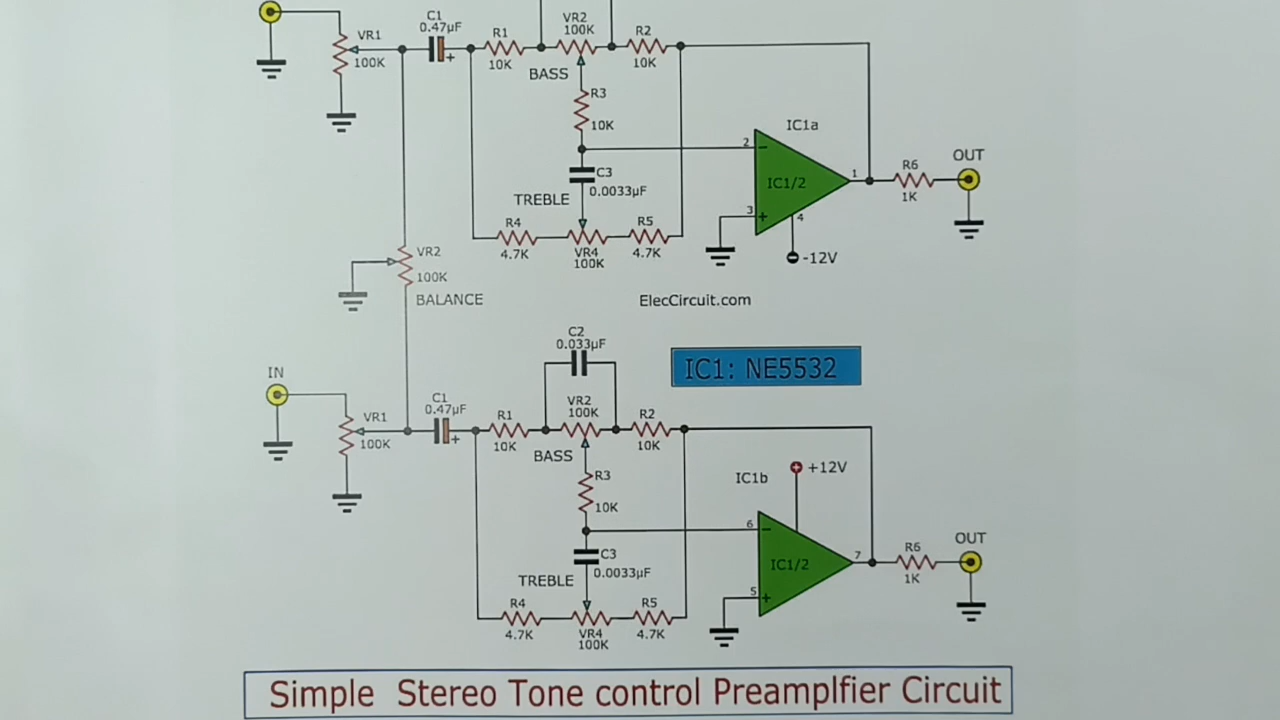 C1
0.47µF
VR1
100K
R1
10K
VR2
100K
R2
10K
BASS
R3
10K
IC1a
2
IC1/2
3
4
1
-12V
R6
1K
OUT
C3
0.0033µF
TREBLE
R4
4.7K
VR4
100K
R5
4.7K
VR2
100K
BALANCE
ElecCircuit.com
C2
0.033µF
IC1: NE5532
IN
VR1
100K
C1
0.47µF
R1
10K
VR2
100K
R2
10K
BASS
R3
10K
IC1b
+12V
6
IC1/2
5
7
R6
1K
OUT
C3
0.0033µF
TREBLE
R4
4.7K
VR4
100K
R5
4.7K
Simple Stereo Tone control Preamplfier Circuit